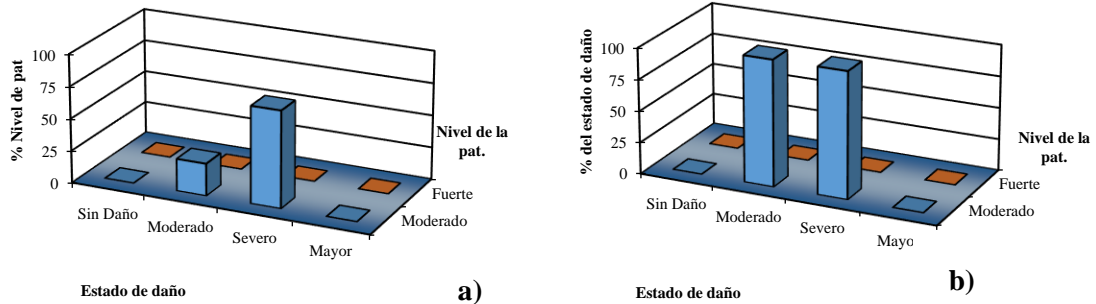 % Nivel de pat
100
75
50
25
0
Sin Daño
Moderado
Severo
Mayor
Fuerte
Moderado
Nivel de la
pat.
Estado de daño
a)
% del estado de daño
100
75
50
25
0
Sin Daño
Moderado
Severo
Mayo
Fuerte
Moderado
Nivel de la
pat.
Estado de daño
b)